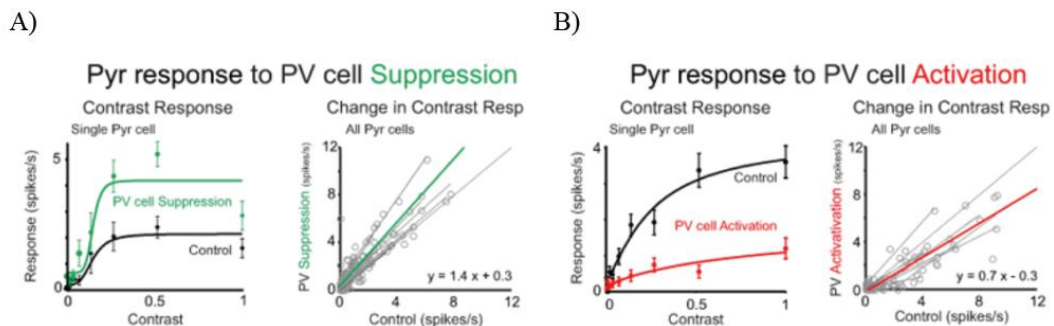 A)
Pyr response to PV cell Suppression
Contrast Response
Single Pyr cell
Response (spikes/s)
5
0
PV cell Suppression
Control
0
0.5
1
Contrast
Change in Contrast Resp
All Pyr cells
PV Suppression (spikes/s)
12
8
4
0
y = 1.4 x + 0.3
0
4
8
12
Control (spikes/s)
B)
Pyr response to PV cell Activation
Contrast Response
Single Pyr cell
Response (spikes/s)
4
2
0
Control
PV cell Activation
0
0.5
1
Contrast
Change in Contrast Resp
All Pyr cells
PV Activativation (spikes/s)
12
8
4
0
y = 0.7 x - 0.3
0
4
8
12
Control (spikes/s)